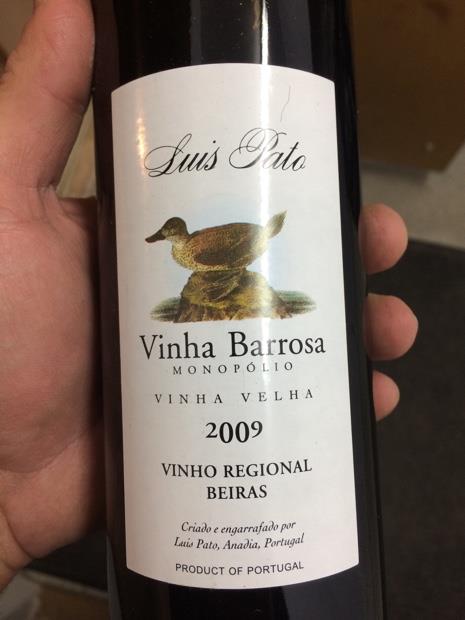 Luis Pato
Vinha Barrosa
MONOPÓLIO
VINHA VELHA
2009
VINHO REGIONAL
BEIRAS
Criado e engarrafado por
Luis Pato, Anadia, Portugal
PRODUCT OF PORTUGAL